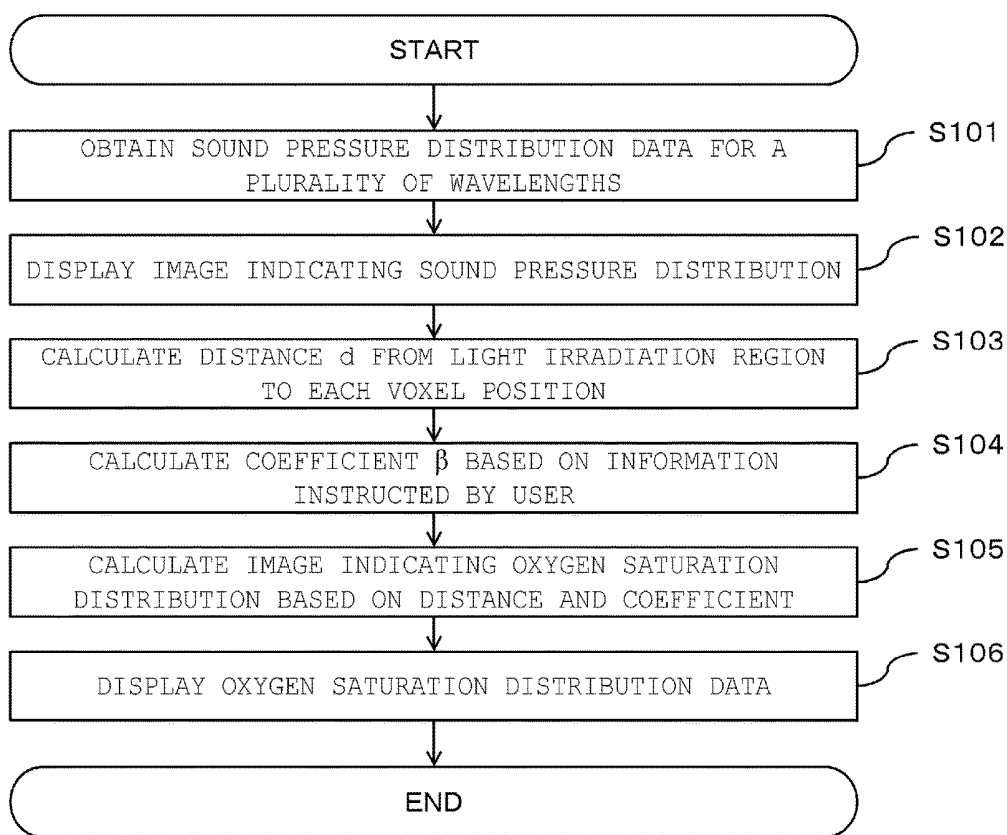 START
OBTAIN SOUND PRESSURE DISTRIBUTION DATA FOR A
PLURALITY OF WAVELENGTHS
S101
DISPLAY IMAGE INDICATING SOUND PRESSURE DISTRIBUTION
S102
CALCULATE DISTANCE d FROM LIGHT IRRADIATION REGION
TO EACH VOXEL POSITION
S103
CALCULATE COEFFICIENT β BASED ON INFORMATION
INSTRUCTED BY USER
S104
CALCULATE IMAGE INDICATING OXYGEN SATURATION
DISTRIBUTION BASED ON DISTANCE AND COEFFICIENT
S105
DISPLAY OXYGEN SATURATION DISTRIBUTION DATA
S106
END